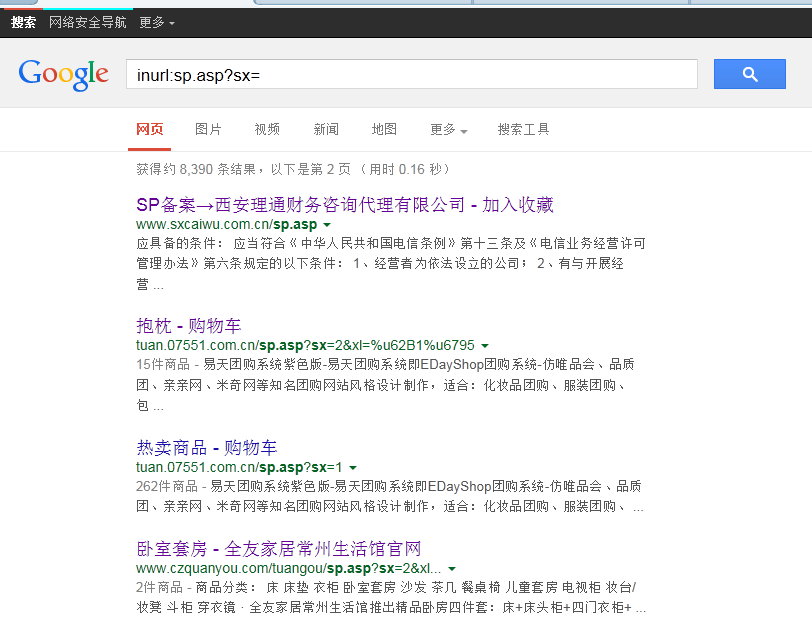 搜索 网络安全导航 更多
Google inurl:sp.asp?sx=
网页 图片 视频 新闻 地图 更多 搜索工具
获得约 8,390 条结果，以下是第 2 页 （用时 0.16 秒）
SP备案→西安理通财务咨询代理有限公司 - 加入收藏
www.sxcaiwu.com.cn/sp.asp
应具备的条件： 应当符合《中华人民共和国电信条例》第十三条及《电信业务经营许可
管理办法》第六条规定的以下条件： 1、经营者为依法设立的公司； 2、有与开展经
营 ...
抱枕 - 购物车
tuan.07551.com.cn/sp.asp?sx=2&xl=%u62B1%u6795
15件商品 - 易天团购系统紫色版-易天团购系统即EDayShop团购系统-仿唯品会、品质
团、亲亲网、米奇网等知名团购网站风格设计制作，适合：化妆品团购、服装团购、
包 ...
热卖商品 - 购物车
tuan.07551.com.cn/sp.asp?sx=1
262件商品 - 易天团购系统紫色版-易天团购系统即EDayShop团购系统-仿唯品会、品质
团、亲亲网、米奇网等知名团购网站风格设计制作，适合：化妆品团购、服装团购、 ...
卧室套房 - 全友家居常州生活馆官网
www.czquanyou.com/tuangou/sp.asp?sx=2&xl...
2件商品 - 商品分类： 床 床垫 衣柜 卧室套房 沙发 茶几 餐桌椅 儿童套房 电视柜 妆台/
妆凳 斗柜 穿衣镜 · 全友家居常州生活馆推出精品卧房四件套：床+床头柜+四门衣柜+ ...